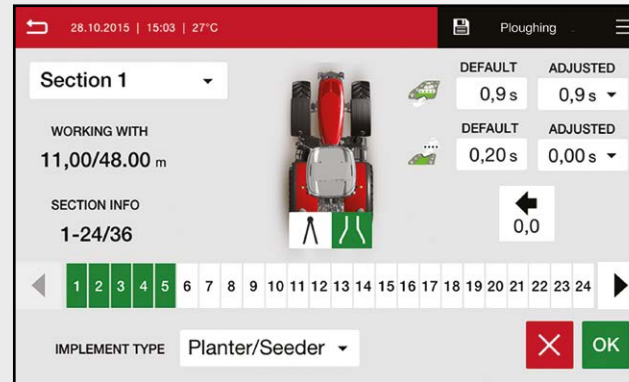 28.10.2015 | 15:03 | 27°C
Ploughing
Section 1
DEFAULT ADJUSTED
0,9 s 0,9 s
WORKING WITH
11,00/48.00 m
DEFAULT ADJUSTED
0,20 s 0,00 s
SECTION INFO
1-24/36
0,0
1 2 3 4 5 6 7 8 9 10 11 12 13 14 15 16 17 18 19 20 21 22 23 24
IMPLEMENT TYPE Planter/Seeder OK